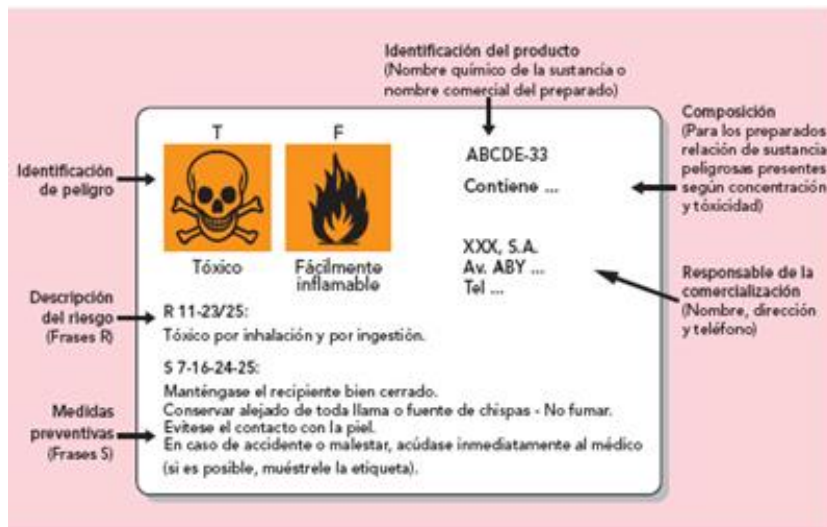 Identificación del producto
(Nombre químico de la sustancia o
nombre comercial del preparado)
Composición
(Para los preparados
relación de sustancia
peligrosas presentes
según concentración
y tóxicidad)
Identificación
de peligro
T
F
ABCDE-33
Contiene ...
Tóxico
Fácilmente
inflamable
XXX, S.A.
Av. ABY ...
Tel ...
Responsable de la
comercialización
(Nombre, dirección
y teléfono)
Descripción
del riesgo
(Frases R)
R 11-23/25:
Tóxico por inhalación y por ingestión.
S 7-16-24-25:
Manténgase el recipiente bien cerrado.
Conservar alejado de toda llama o fuente de chispas - No fumar.
Evítese el contacto con la piel.
En caso de accidente o malestar, acúdase inmediatamente al médico
(si es posible, muéstrele la etiqueta).
Medidas
preventivas
(Frases S)